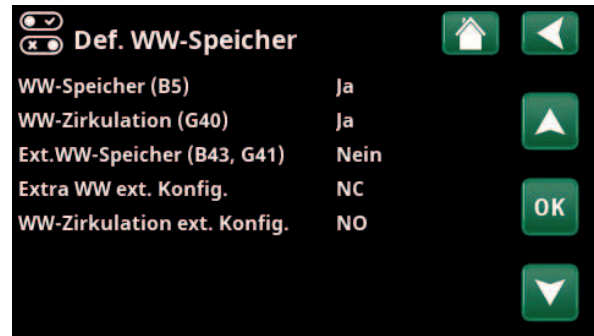 Def. WW-Speicher
WW-Speicher (B5) Ja
WW-Zirkulation (G40) Ja
Ext.WW-Speicher (B43, G41) Nein
Extra WW ext. Konfig. NC
WW-Zirkulation ext. Konfig. NO
OK